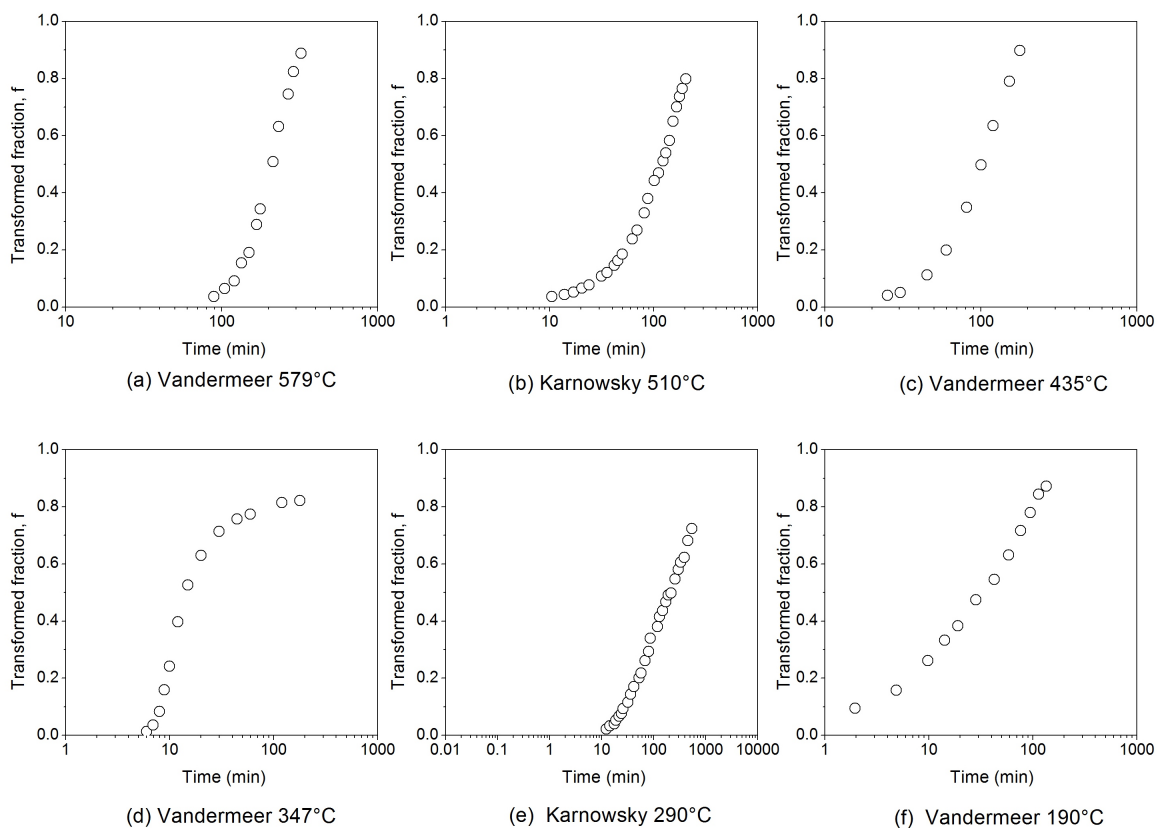 1.0
0.8
0.6
0.4
0.2
0.0
Transformed fraction, f
10 100 1000
Time (min)
(a) Vandermeer 579°C
1.0
0.8
0.6
0.4
0.2
0.0
Transformed fraction, f
1 10 100 1000
Time (min)
(b) Karnowsky 510°C
1.0
0.8
0.6
0.4
0.2
0.0
Transformed fraction, f
10 100 1000
Time (min)
(c) Vandermeer 435°C
1.0
0.8
0.6
0.4
0.2
0.0
Transformed fraction, f
1 10 100 1000
Time (min)
(d) Vandermeer 347°C
1.0
0.8
0.6
0.4
0.2
0.0
Transformed fraction, f
0.01 0.1 1 10 100 1000 10000
Time (min)
(e) Karnowsky 290°C
1.0
0.8
0.6
0.4
0.2
0.0
Transformed fraction, f
1 10 100 1000
Time (min)
(f) Vandermeer 190°C